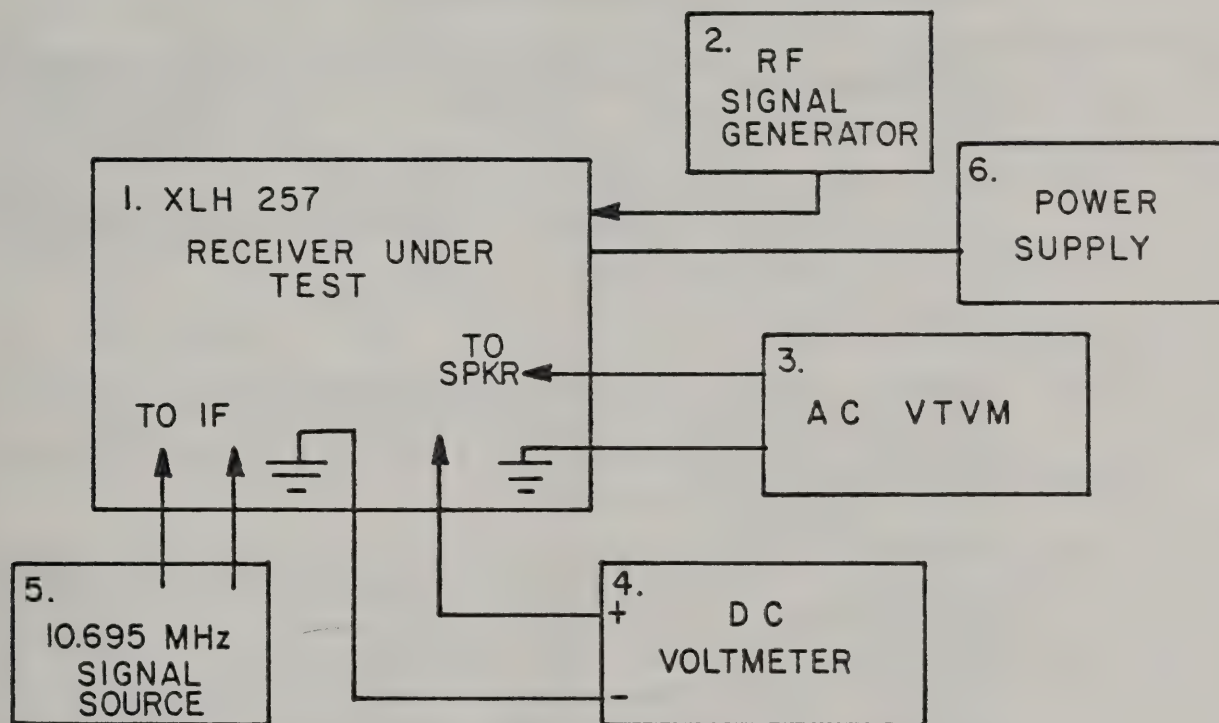 2.
RF
SIGNAL
GENERATOR
6.
POWER
SUPPLY
1. XLH 257
RECEIVER UNDER
TEST
TO
SPKR
3.
AC VTVM
TO IF
5.
10.695 MHz
SIGNAL
SOURCE
4.
+
DC
VOLTMETER
-